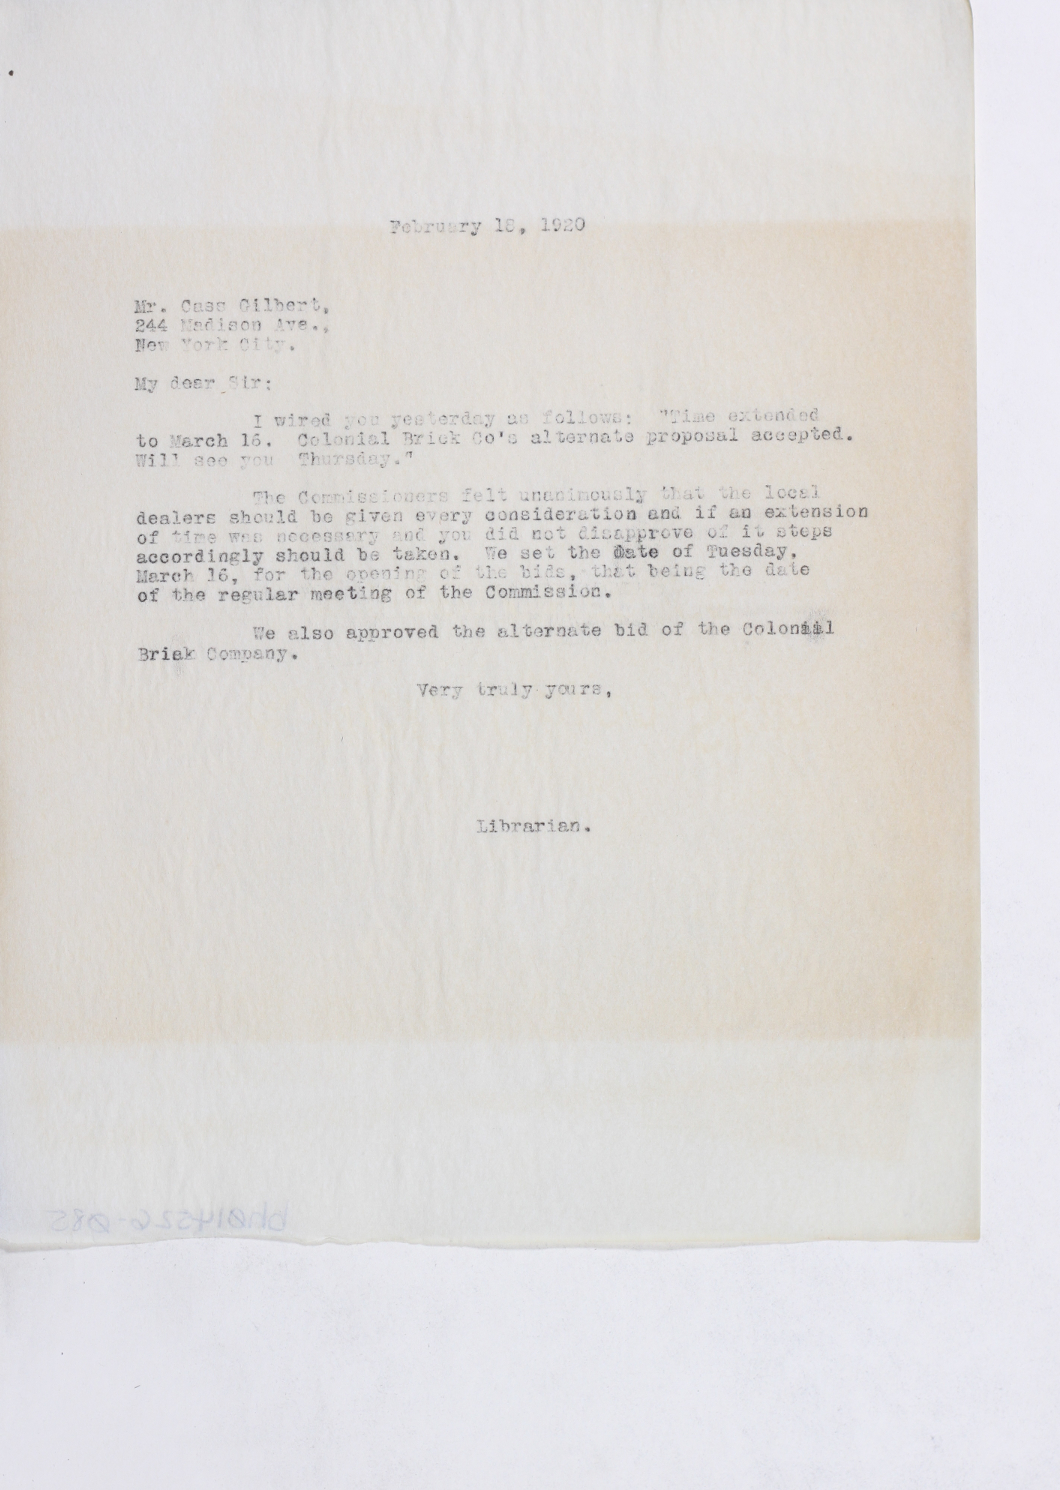 February 18, 1920
Mr. Cass Gilbert,
244 Madison Ave.,
New York City.
My dear Sir:
I wired you yesterday as follows: "Time extended
to March 16. Colonial Brick Co's alternate proposal accepted.
Will see you Thursday."
The Commissioners felt unanimously that the local
dealers should be given every consideration and if an extension
of time was necessary and you did not disapprove of it steps
accordingly should be taken. We set the date of Tuesday,
March 16, for the opening of the bids, that being the date
of the regular meeting of the Commission.
We also approved the alternate bid of the Colonial
Brick Company.
Very truly yours,
Librarian.
bh014526-085